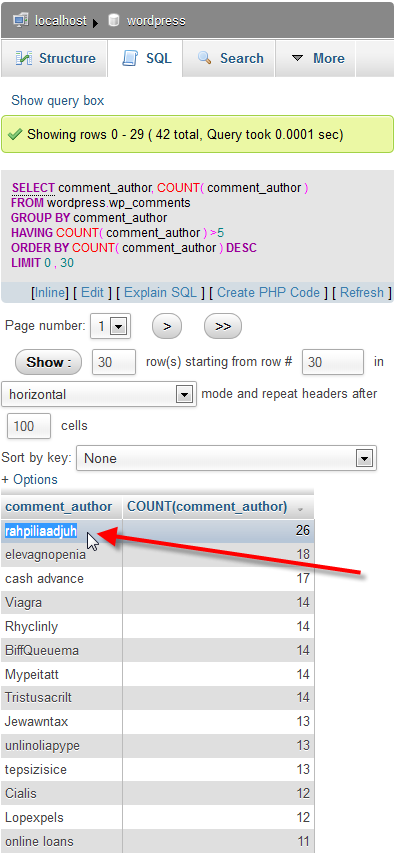 localhost wordpress
Structure SQL Search More
Show query box
Showing rows 0 - 29 ( 42 total, Query took 0.0001 sec)
SELECT comment_author, COUNT( comment_author )
FROM wordpress.wp_comments
GROUP BY comment_author
HAVING COUNT( comment_author ) >5
ORDER BY COUNT( comment_author ) DESC
LIMIT 0 , 30
[Inline] [ Edit ] [ Explain SQL ] [ Create PHP Code ] [ Refresh ]
Page number: 1 > >>
Show : 30 row(s) starting from row # 30 in
horizontal mode and repeat headers after
100 cells
Sort by key: None
+ Options
comment_author COUNT(comment_author)
rahpiliaadjuh 26
elevagnopenia 18
cash advance 17
Viagra 14
Rhyclinly 14
BiffQueuema 14
Mypeitatt 14
Tristusacrilt 14
Jewawntax 13
unlinoliapype 13
tepsizisice 13
Cialis 12
Lopexpels 12
online loans 11